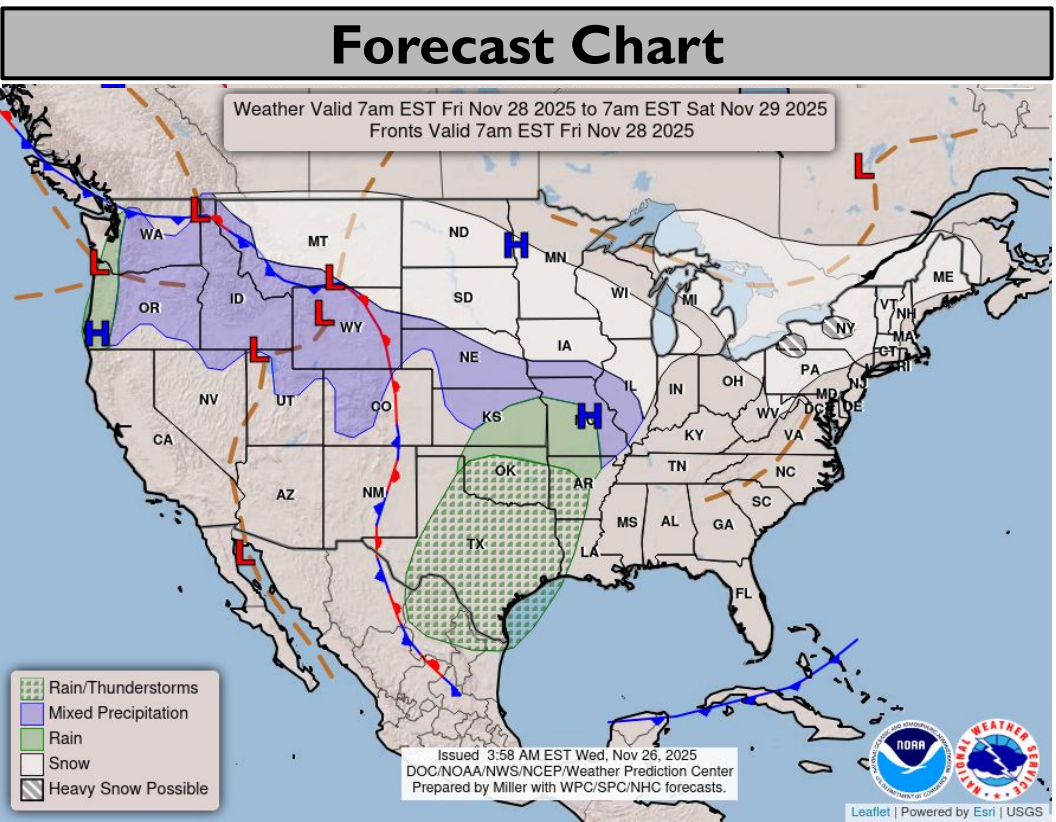 Forecast Chart
Weather Valid 7am EST Fri Nov 28 2025 to 7am EST Sat Nov 29 2025
Fronts Valid 7am EST Fri Nov 28 2025
L
L
WA
MT
ND
H
MN
ME
L
L
OR
ID
SD
WI
MI
VT
NH
H
L
WY
NY
MA
L
NE
IA
PA
CT
RI
NV
UT
CO
IL
IN
OH
NJ
MD
DE
DC
CA
KS
H
WV
VA
KY
AZ
NM
OK
AR
TN
NC
SC
TX
MS
AL
GA
L
LA
FL
Rain/Thunderstorms
Mixed Precipitation
Rain
Snow
Heavy Snow Possible
Issued 3:58 AM EST Wed, Nov 26, 2025
DOC/NOAA/NWS/NCEP/Weather Prediction Center
Prepared by Miller with WPC/SPC/NHC forecasts.
NOAA
NATIONAL WEATHER SERVICE
Leaflet | Powered by Esri | USGS